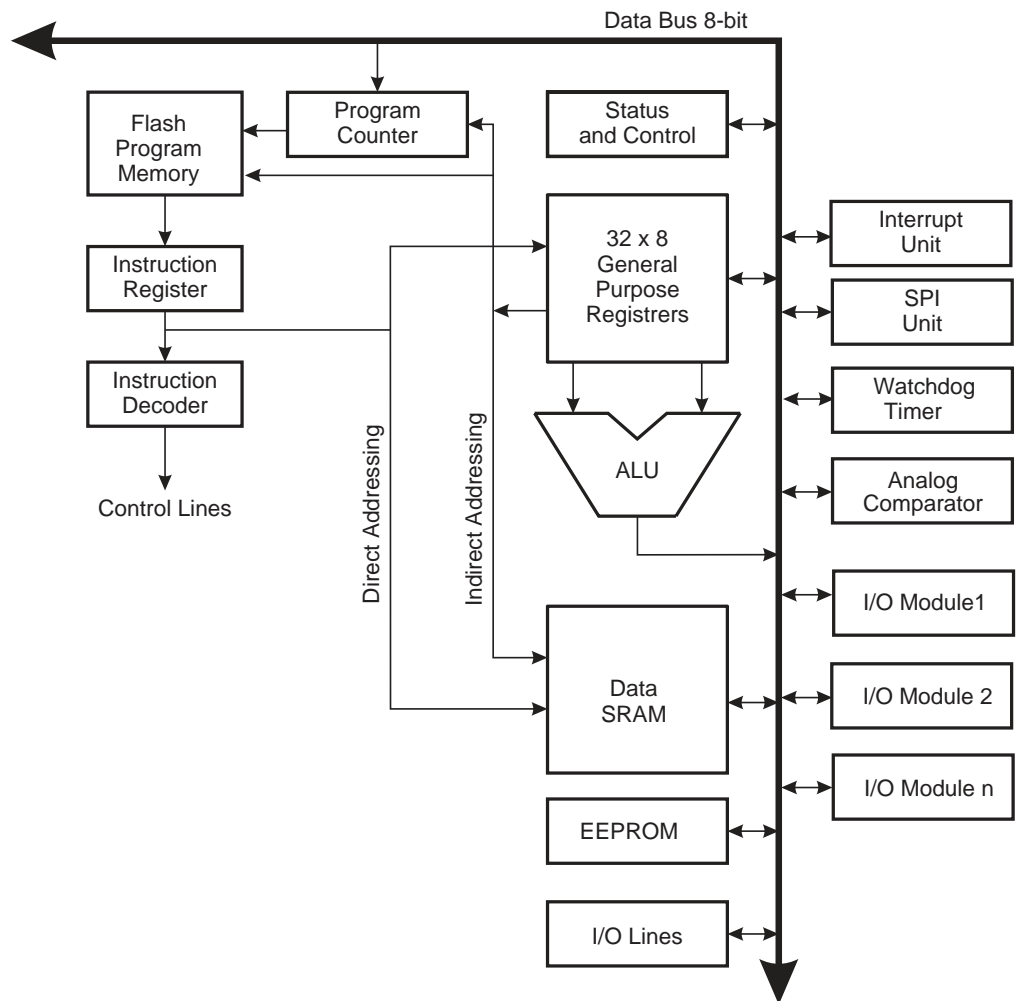 Data Bus 8-bit
Flash
Program
Memory
Program
Counter
Status
and Control
Instruction
Register
32 x 8
General
Purpose
Registrers
Interrupt
Unit
SPI
Unit
Instruction
Decoder
Watchdog
Timer
Control Lines
Direct Addressing
Indirect Addressing
ALU
Analog
Comparator
I/O Module1
Data
SRAM
I/O Module 2
I/O Module n
EEPROM
I/O Lines